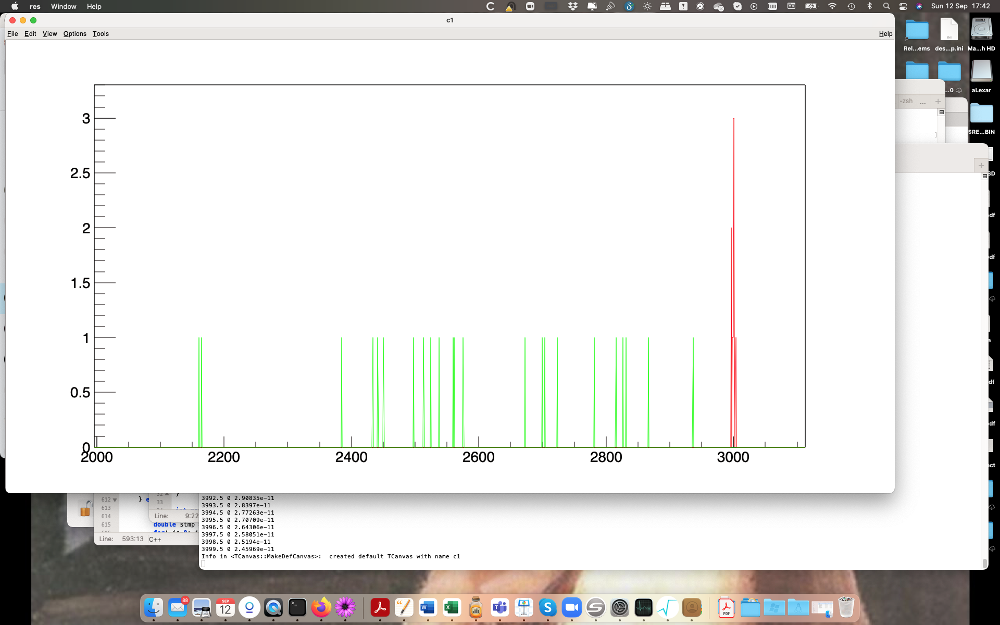 res Window Help
Sun 12 Sep 17:42
c1
File Edit View Options Tools Help
Rel...ems des...p.ini Ma...h HD
...0 aLexar
-zsh ... +
$RE...BIN
]
+
SD
df
df
a
df
df
ct
3
2.5
2
1.5
1
0.5
0
2000 2200 2400 2600 2800 3000
612 } e
613
614
615 double stmp
Line: 593:13 C++
32 }
33
Line: 9:22
3992.5 0 2.90835e-11
3993.5 0 2.8397e-11
3994.5 0 2.77263e-11
3995.5 0 2.70709e-11
3996.5 0 2.64306e-11
3997.5 0 2.58051e-11
3998.5 0 2.5194e-11
3999.5 0 2.45969e-11
Info in <TCanvas::MakeDefCanvas>: created default TCanvas with name c1
88
SEP
12
PDF